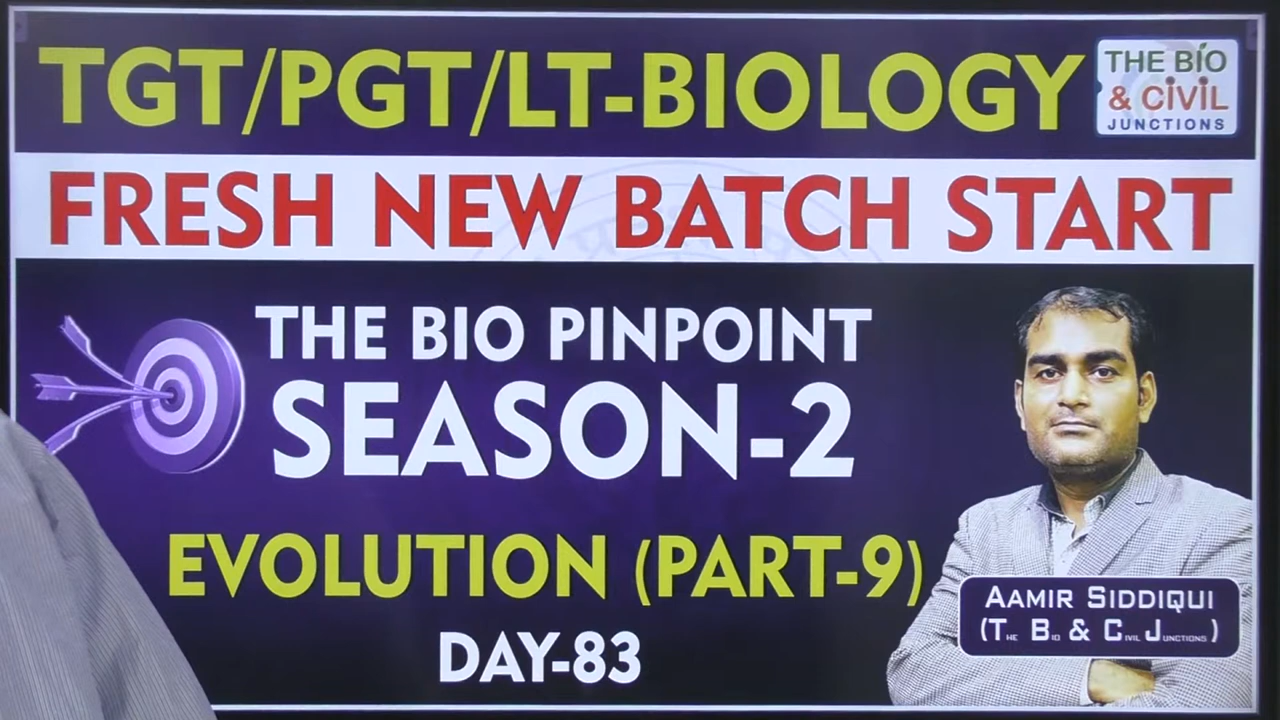 TGT/PGT/LT-BIOLOGY
THE BIO
& CIVIL
JUNCTIONS
FRESH NEW BATCH START
THE BIO PINPOINT
SEASON-2
EVOLUTION (PART-9)
DAY-83
AAMIR SIDDIQUI
(THE BIO & CIVIL JUNCTIONS)